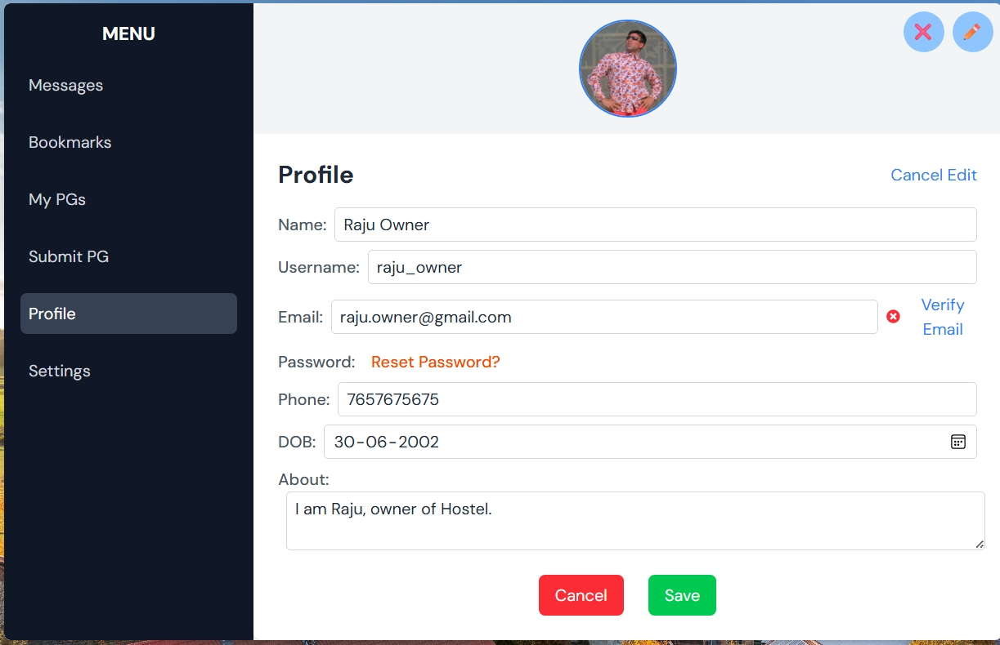 MENU
Messages
Bookmarks
My PGs
Submit PG
Profile
Settings
Profile
Cancel Edit
Name: Raju Owner
Username: raju_owner
Email: raju.owner@gmail.com
Verify
Email
Password: Reset Password?
Phone: 7657675675
DOB: 30-06-2002
About:
I am Raju, owner of Hostel.
Cancel Save